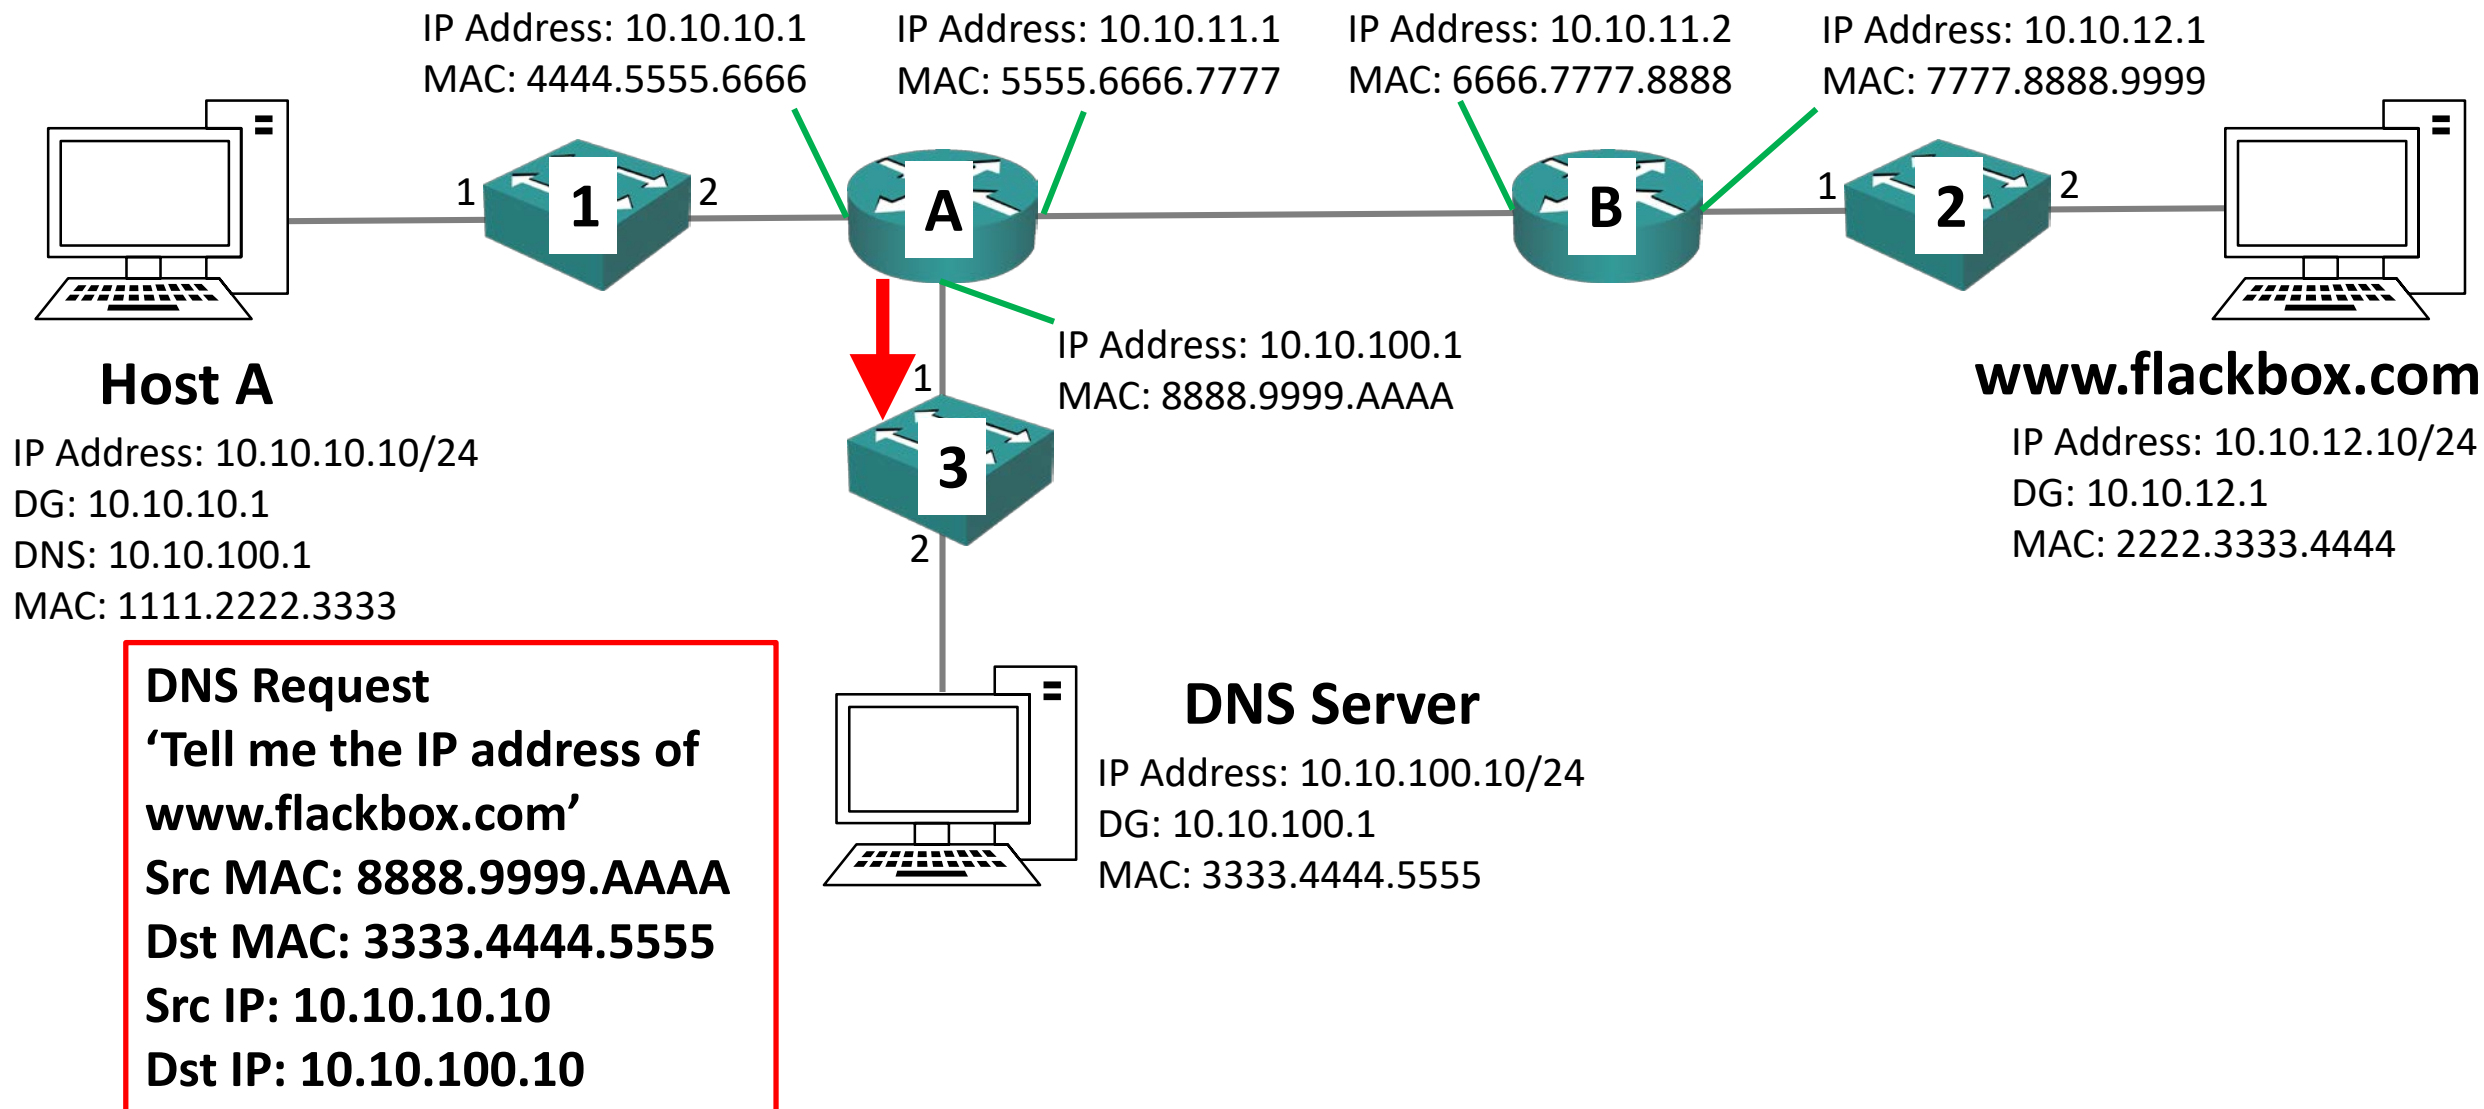 IP Address: 10.10.10.1
MAC: 4444.5555.6666
IP Address: 10.10.11.1
MAC: 5555.6666.7777
IP Address: 10.10.11.2
MAC: 6666.7777.8888
IP Address: 10.10.12.1
MAC: 7777.8888.9999
1
1
2
A
B
1
2
2
IP Address: 10.10.100.1
MAC: 8888.9999.AAAA
1
3
2
Host A
IP Address: 10.10.10.10/24
DG: 10.10.10.1
DNS: 10.10.100.1
MAC: 1111.2222.3333
www.flackbox.com
IP Address: 10.10.12.10/24
DG: 10.10.12.1
MAC: 2222.3333.4444
DNS Request
‘Tell me the IP address of
www.flackbox.com’
Src MAC: 8888.9999.AAAA
Dst MAC: 3333.4444.5555
Src IP: 10.10.10.10
Dst IP: 10.10.100.10
DNS Server
IP Address: 10.10.100.10/24
DG: 10.10.100.1
MAC: 3333.4444.5555